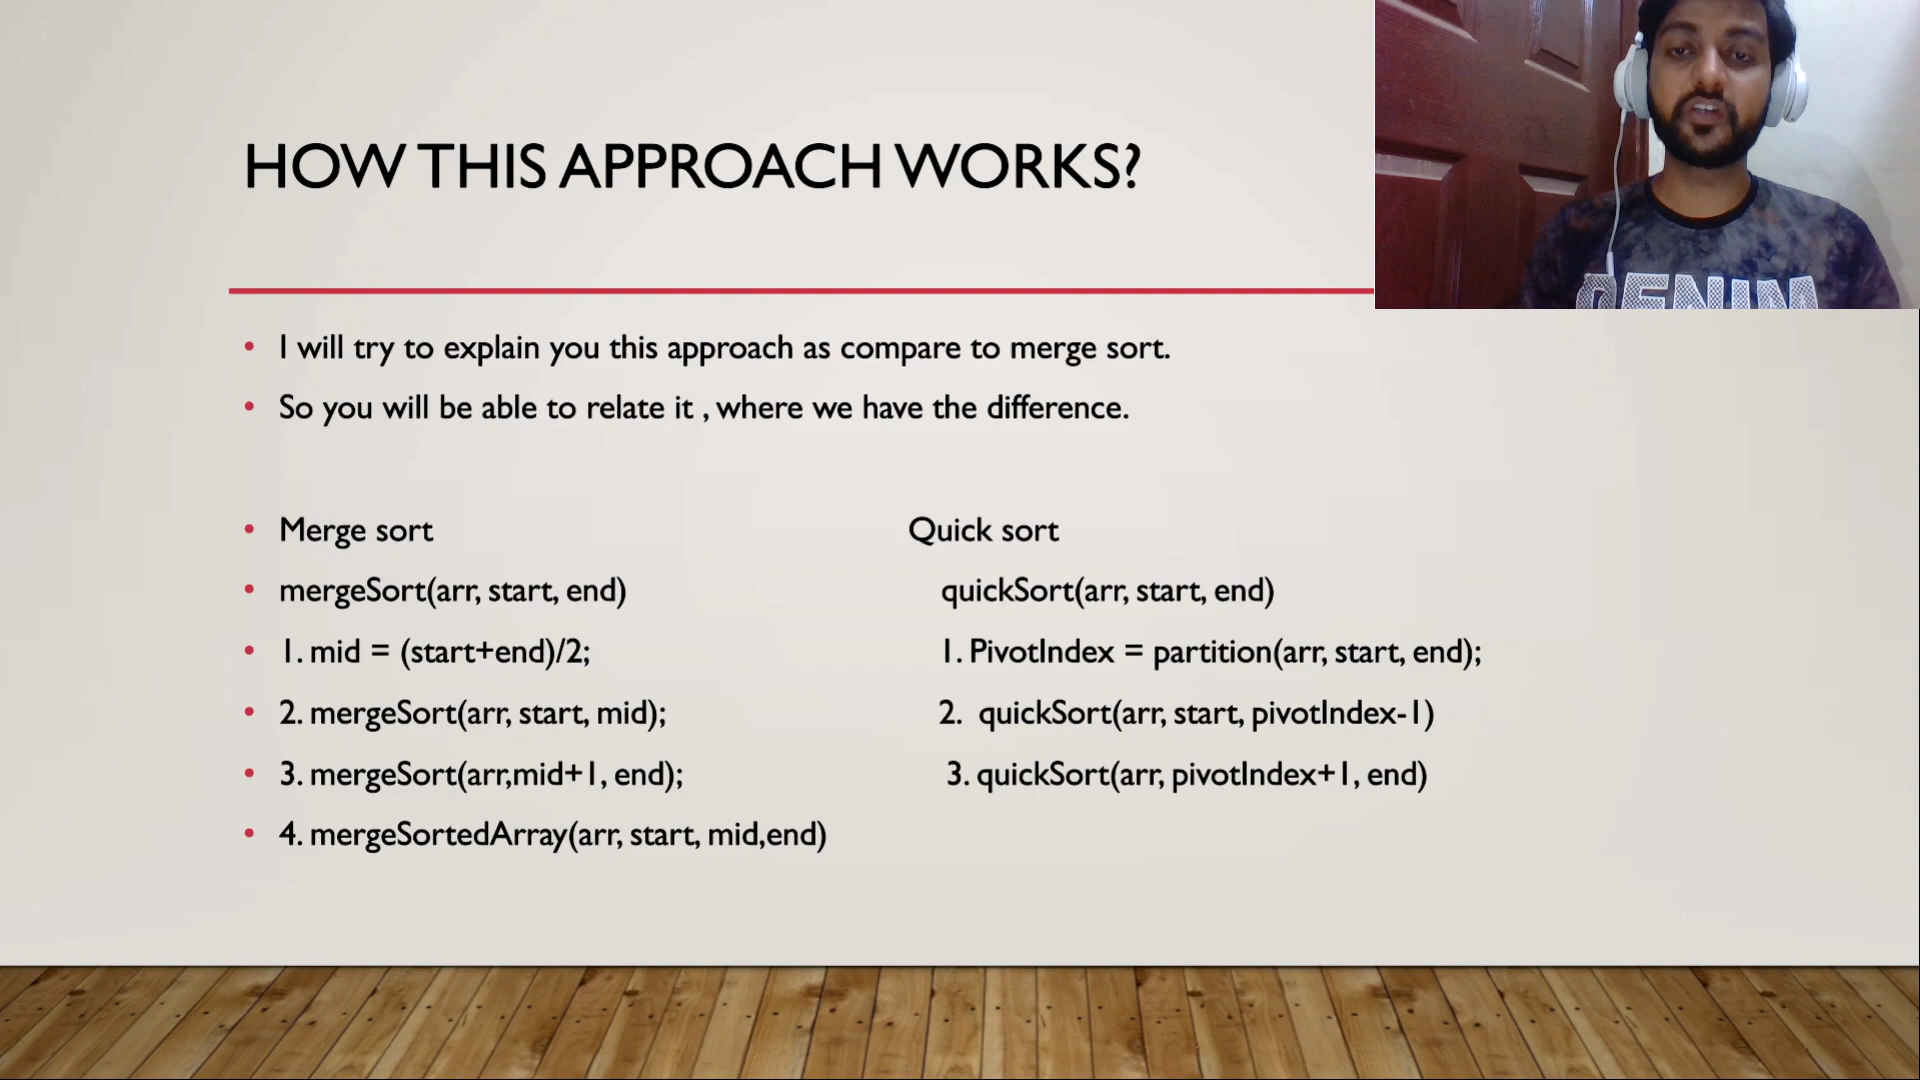 HOW THIS APPROACH WORKS?
• I will try to explain you this approach as compare to merge sort.
• So you will be able to relate it , where we have the difference.
• Merge sort Quick sort
• mergeSort(arr, start, end) quickSort(arr, start, end)
• 1. mid = (start+end)/2; 1. PivotIndex = partition(arr, start, end);
• 2. mergeSort(arr, start, mid); 2. quickSort(arr, start, pivotIndex-1)
• 3. mergeSort(arr,mid+1, end); 3. quickSort(arr, pivotIndex+1, end)
• 4. mergeSortedArray(arr, start, mid,end)
DENIM